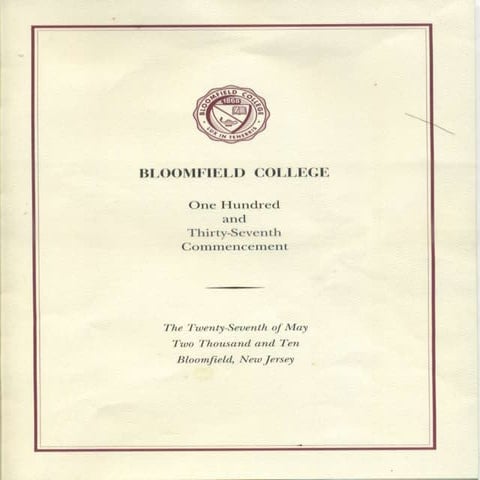 BLOOMFIELD COLLEGE
1868
LUX IN TENEBRIS
BLOOMFIELD COLLEGE
One Hundred
and
Thirty-Seventh
Commencement
The Twenty-Seventh of May
Two Thousand and Ten
Bloomfield, New Jersey